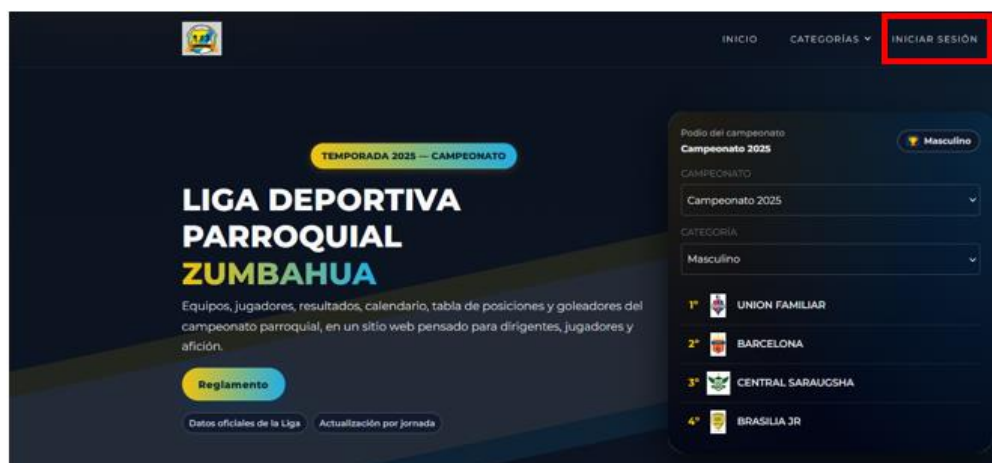 INICIO CATEGORÍAS INICIAR SESIÓN
TEMPORADA 2025 — CAMPEONATO
LIGA DEPORTIVA
PARROQUIAL
ZUMBAHUA
Equipos, jugadores, resultados, calendario, tabla de posiciones y goleadores del
campeonato parroquial, en un sitio web pensado para dirigentes, jugadores y
afición.
Reglamento
Datos oficiales de la Liga Actualización por jornada
Podio del campeonato
Campeonato 2025
Masculino
CAMPEONATO
Campeonato 2025
CATEGORÍA
Masculino
1° UNION FAMILIAR
2° BARCELONA
3° CENTRAL SARAUGSHA
4° BRASILIA JR